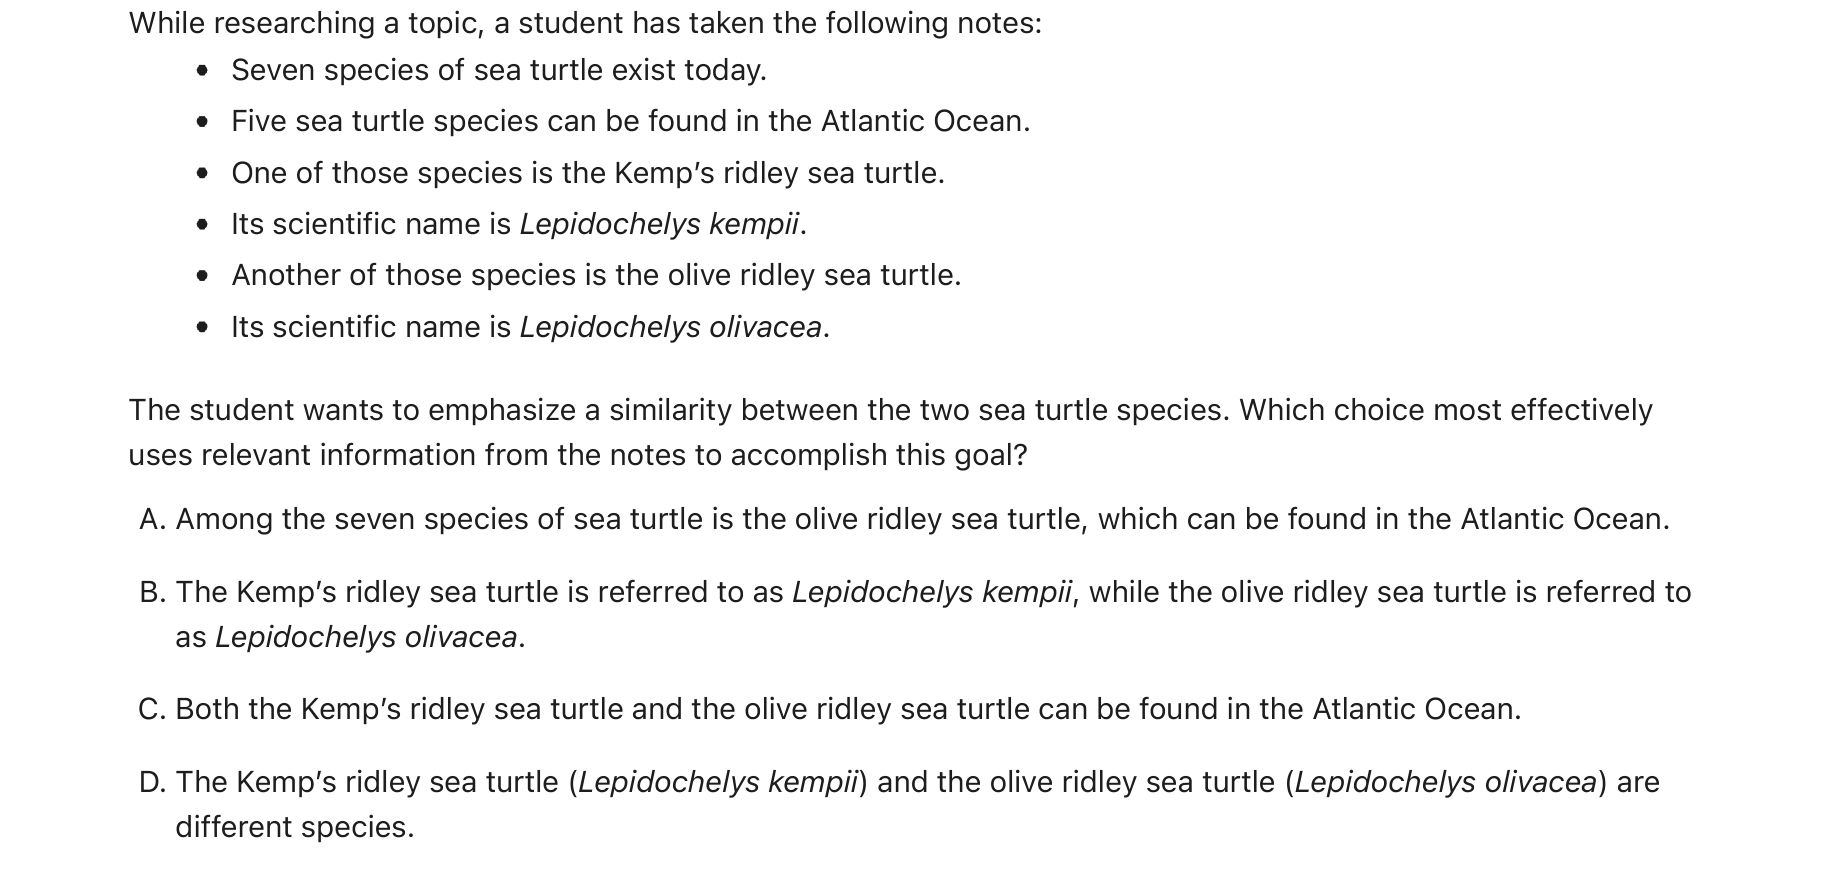 While researching a topic, a student has taken the following notes:
• Seven species of sea turtle exist today.
• Five sea turtle species can be found in the Atlantic Ocean.
• One of those species is the Kemp’s ridley sea turtle.
• Its scientific name is Lepidochelys kempii.
• Another of those species is the olive ridley sea turtle.
• Its scientific name is Lepidochelys olivacea.
The student wants to emphasize a similarity between the two sea turtle species. Which choice most effectively
uses relevant information from the notes to accomplish this goal?
A. Among the seven species of sea turtle is the olive ridley sea turtle, which can be found in the Atlantic Ocean.
B. The Kemp’s ridley sea turtle is referred to as Lepidochelys kempii, while the olive ridley sea turtle is referred to
as Lepidochelys olivacea.
C. Both the Kemp’s ridley sea turtle and the olive ridley sea turtle can be found in the Atlantic Ocean.
D. The Kemp’s ridley sea turtle (Lepidochelys kempii) and the olive ridley sea turtle (Lepidochelys olivacea) are
different species.